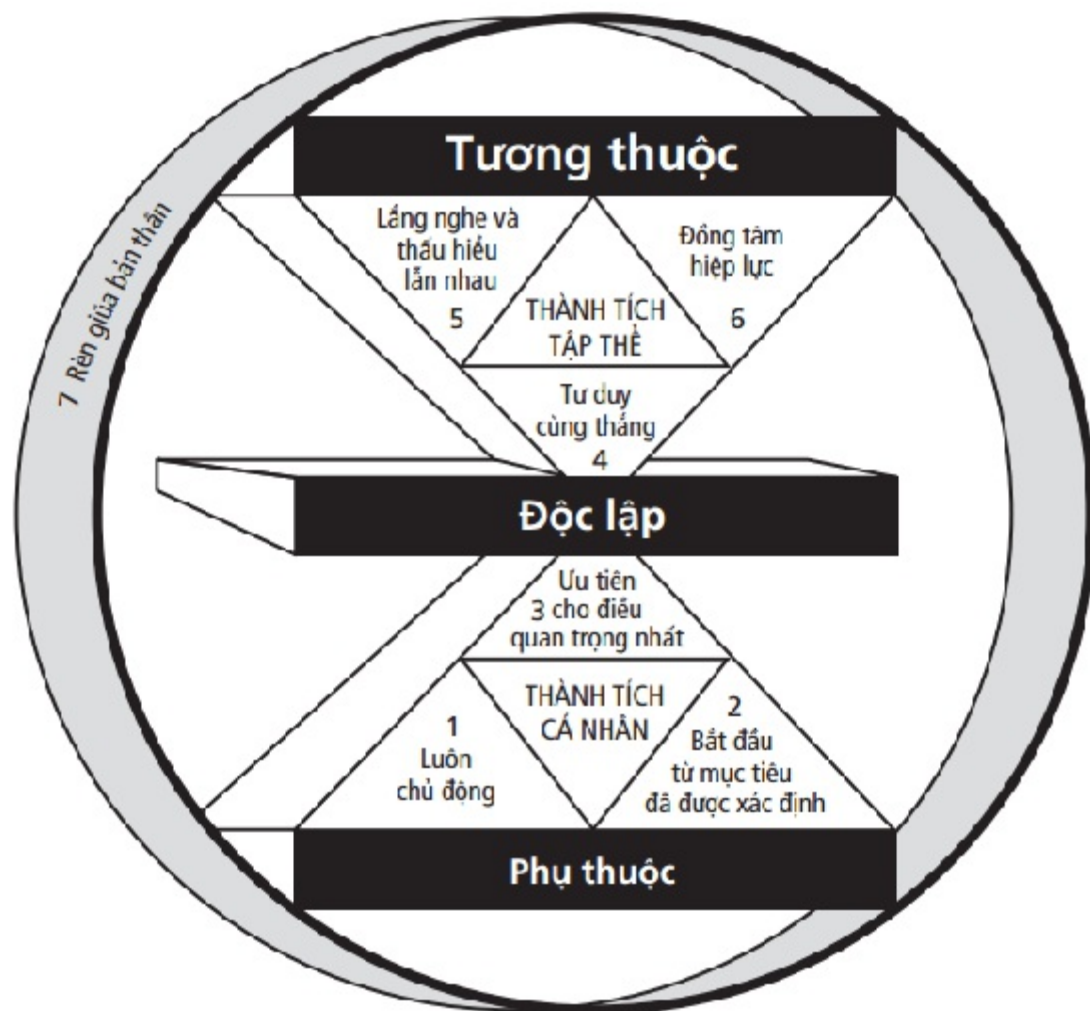 Tương thuộc
Lắng nghe và
thấu hiểu
lẫn nhau
5
Đồng tâm
hiệp lực
6
THÀNH TÍCH
TẬP THỂ
Tư duy
cùng thắng
4
7 Rèn giũa bản thân
Độc lập
Ưu tiên
3 cho điều
quan trọng nhất
THÀNH TÍCH
CÁ NHÂN
1
Luôn
chủ động
2
Bắt đầu
từ mục tiêu
đã được xác định
Phụ thuộc